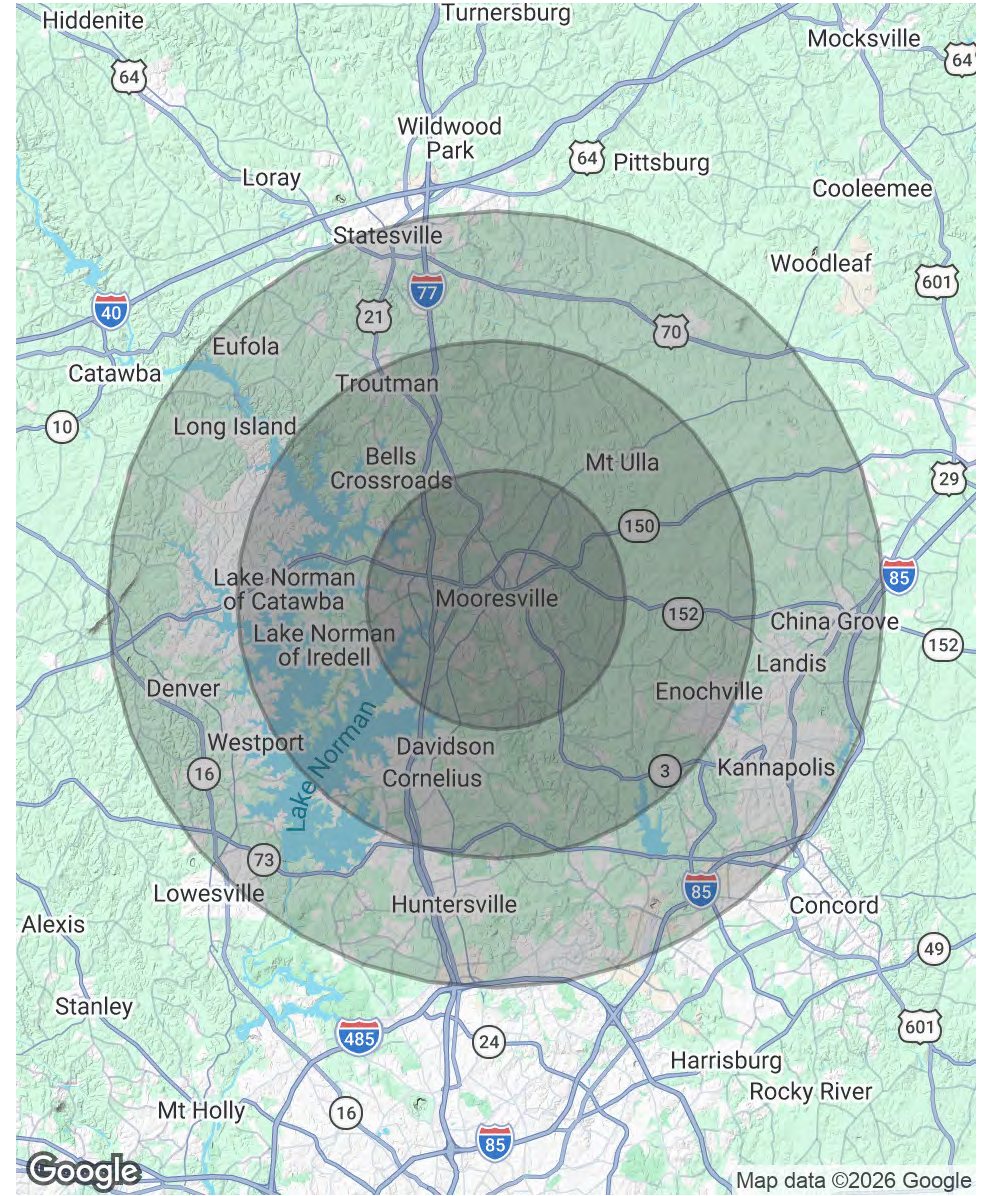 Hiddenite
Turnersburg
Mocksville
64
64
Wildwood
Park
64
Pittsburg
Loray
Cooleemee
Statesville
Woodleaf
77
601
40
21
70
Eufola
Catawba
Troutman
10
Long Island
Bells
Crossroads
Mt Ulla
29
150
85
Lake Norman
of Catawba
Mooresville
152
China Grove
Lake Norman
of Iredell
152
Landis
Denver
Enochville
Westport
Lake Norman
Davidson
Cornelius
16
3
Kannapolis
73
Lowesville
Huntersville
85
Concord
Alexis
49
Stanley
485
24
601
Harrisburg
Rocky River
Mt Holly
16
85
Google
Map data ©2026 Google